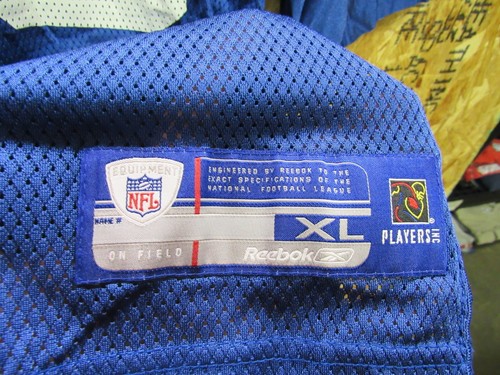 EQUIPMENT
NFL
ENGINEERED BY REEBOK TO THE
EXACT SPECIFICATIONS OF THE
NATIONAL FOOTBALL LEAGUE
NAME #
XL
ON FIELD
Reebok
PLAYERS INC